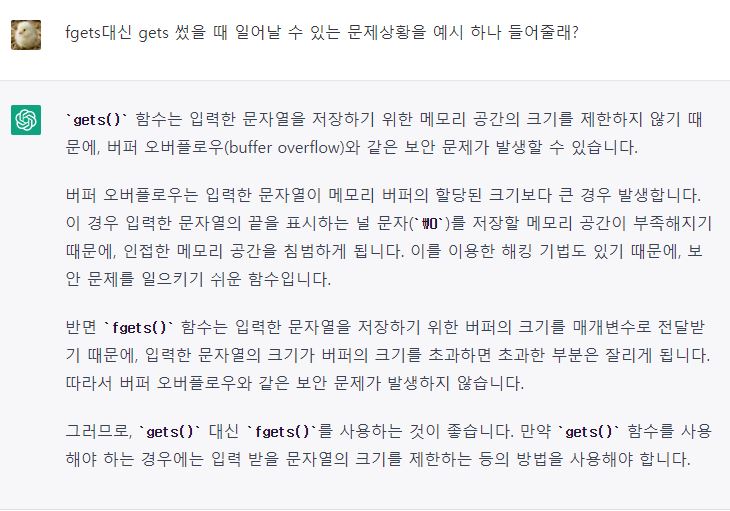 fgets대신 gets 썼을 때 일어날 수 있는 문제상황을 예시 하나 들어줄래?
`gets()` 함수는 입력한 문자열을 저장하기 위한 메모리 공간의 크기를 제한하지 않기 때
문에, 버퍼 오버플로우(buffer overflow)와 같은 보안 문제가 발생할 수 있습니다.
버퍼 오버플로우는 입력한 문자열이 메모리 버퍼의 할당된 크기보다 큰 경우 발생합니다.
이 경우 입력한 문자열의 끝을 표시하는 널 문자(`₩0`)를 저장할 메모리 공간이 부족해지기
때문에, 인접한 메모리 공간을 침범하게 됩니다. 이를 이용한 해킹 기법도 있기 때문에, 보
안 문제를 일으키기 쉬운 함수입니다.
반면 `fgets()` 함수는 입력한 문자열을 저장하기 위한 버퍼의 크기를 매개변수로 전달받
기 때문에, 입력한 문자열의 크기가 버퍼의 크기를 초과하면 초과한 부분은 잘리게 됩니다.
따라서 버퍼 오버플로우와 같은 보안 문제가 발생하지 않습니다.
그러므로, `gets()` 대신 `fgets()`를 사용하는 것이 좋습니다. 만약 `gets()` 함수를 사용
해야 하는 경우에는 입력 받을 문자열의 크기를 제한하는 등의 방법을 사용해야 합니다.